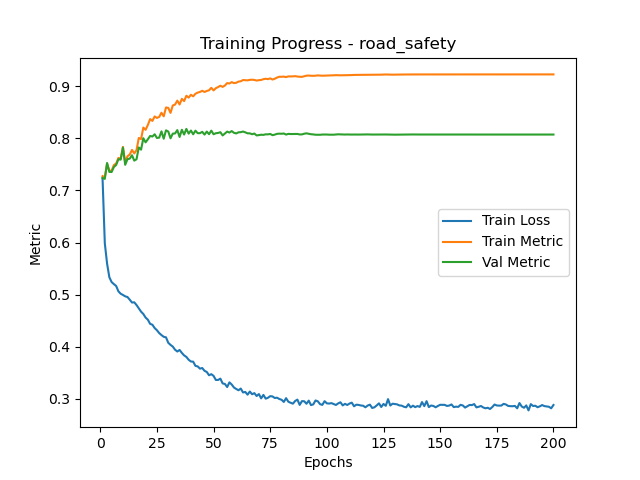 Training Progress - road_safety
Metric
0.9
0.8
0.7
0.6
0.5
0.4
0.3
Train Loss
Train Metric
Val Metric
0 25 50 75 100 125 150 175 200
Epochs